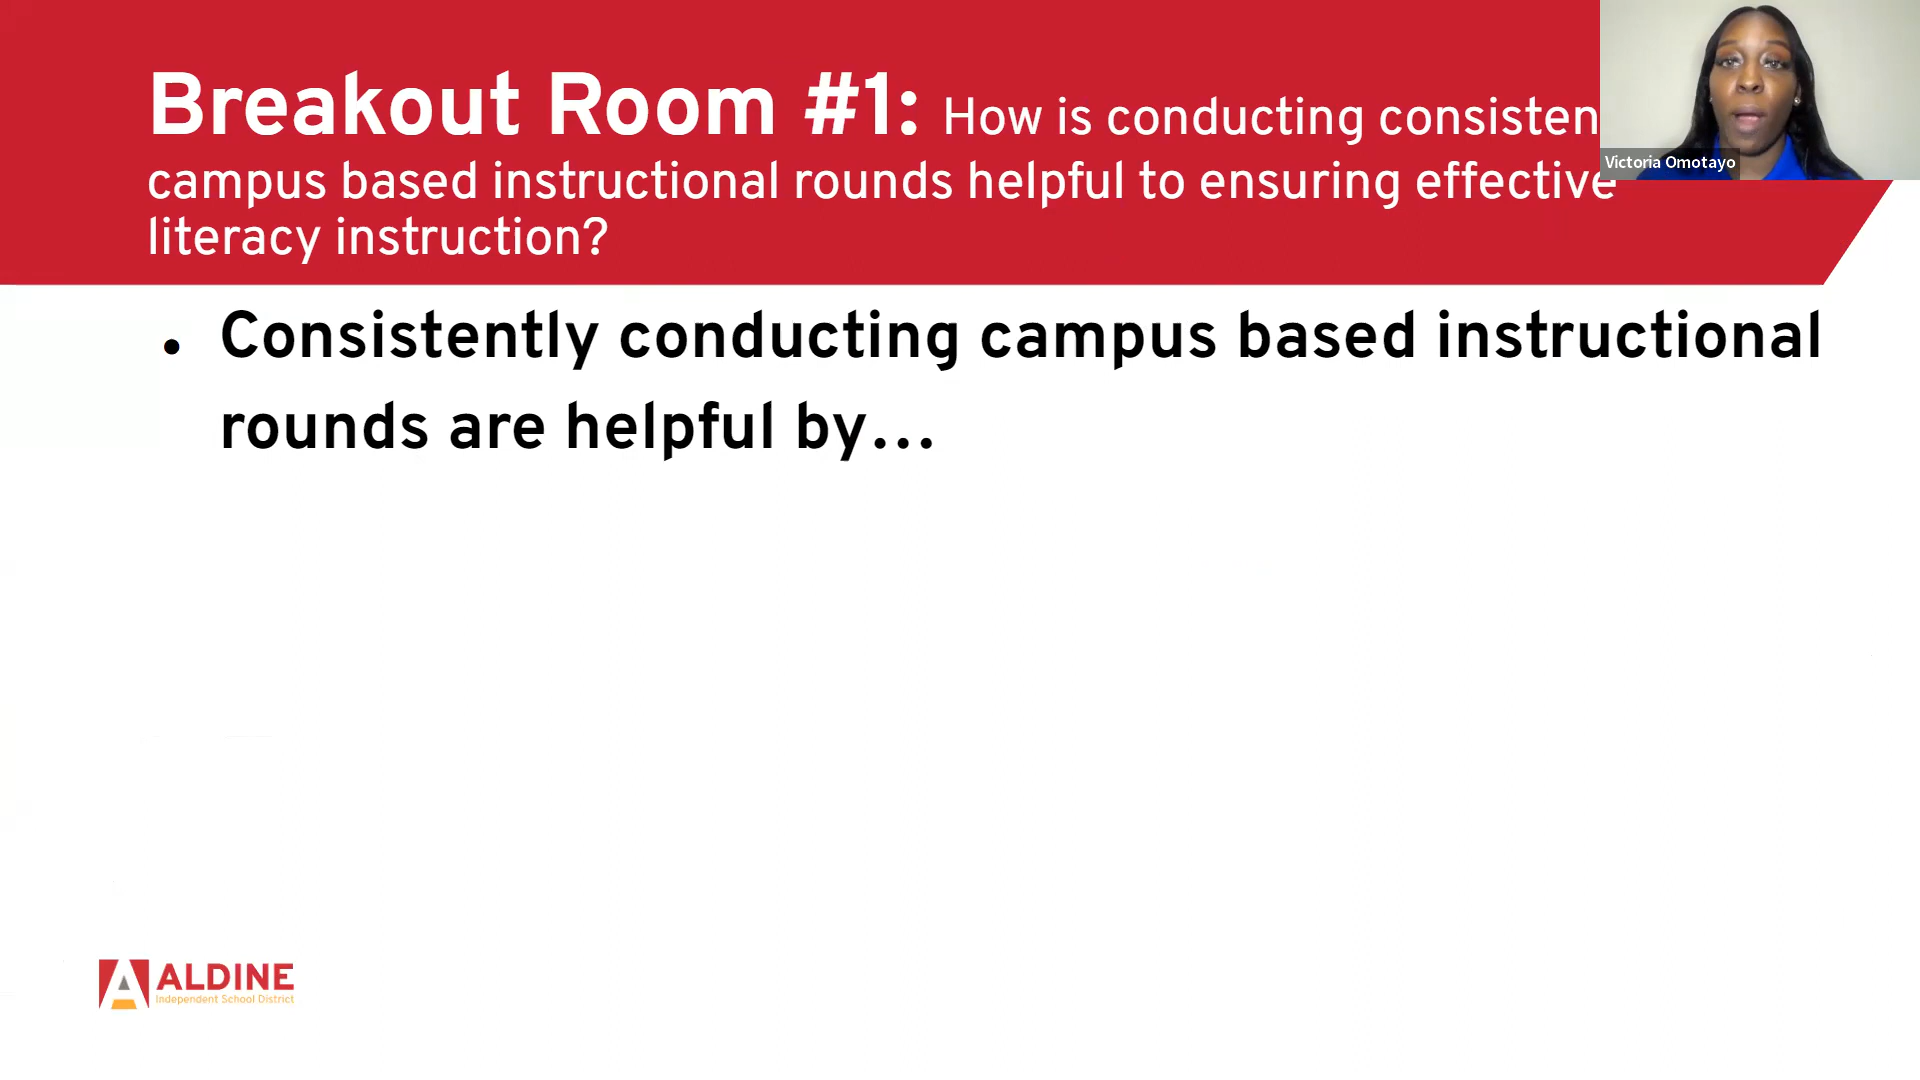 Breakout Room #1: How is conducting consisten
campus based instructional rounds helpful to ensuring effective
literacy instruction?
Victoria Omotayo
• Consistently conducting campus based instructional
rounds are helpful by...
ALDINE
Independent School District